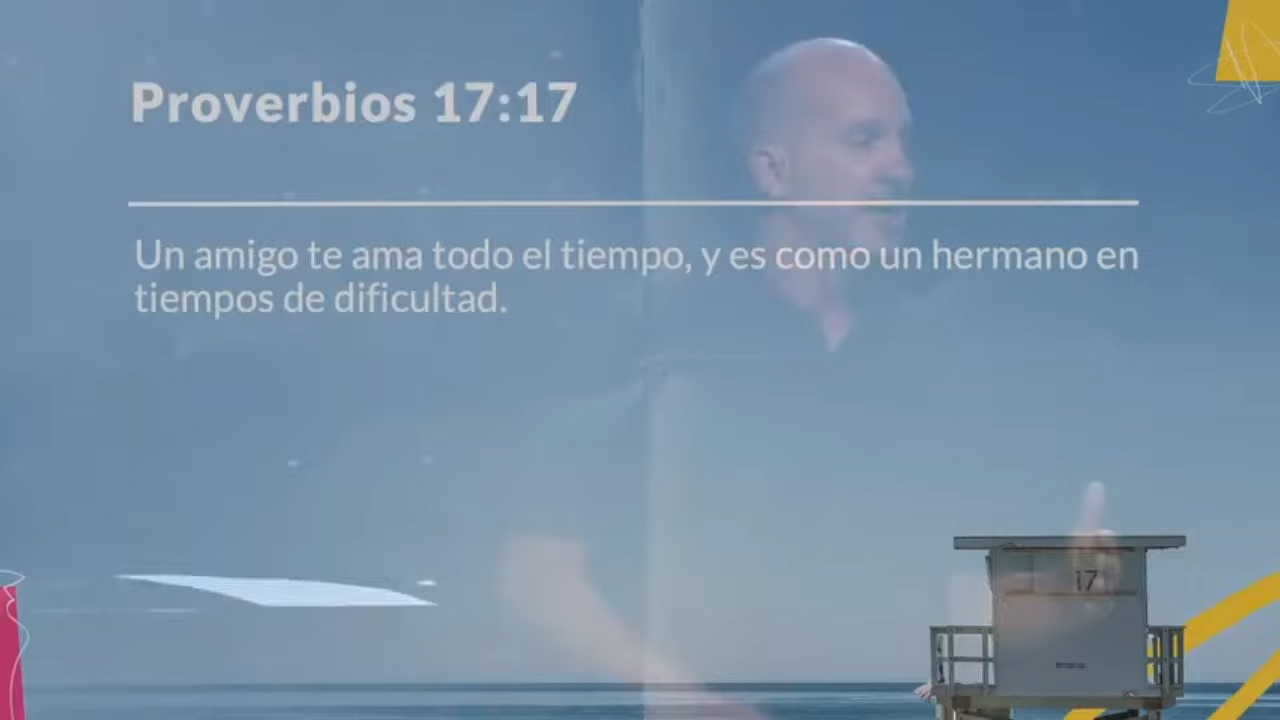 Proverbios 17:17
Un amigo te ama todo el tiempo, y es como un hermano en
tiempos de dificultad.
17